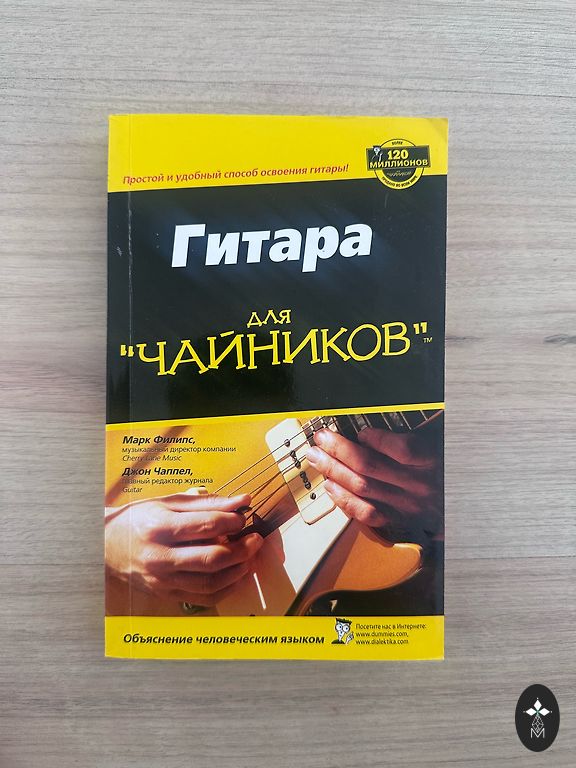 Простой и удобный способ освоения гитары!
БОЛЕЕ
120
МИЛЛИОНОВ
Гитара
для
"ЧАЙНИКОВ"™
Марк Филипс,
музыкальный директор компании
Cherry Lane Music
Джон Чаппел,
главный редактор журнала
Guitar
Объяснение человеческим языком
Посетите нас в Интернете:
www.dummies.com,
www.dialektika.com
M